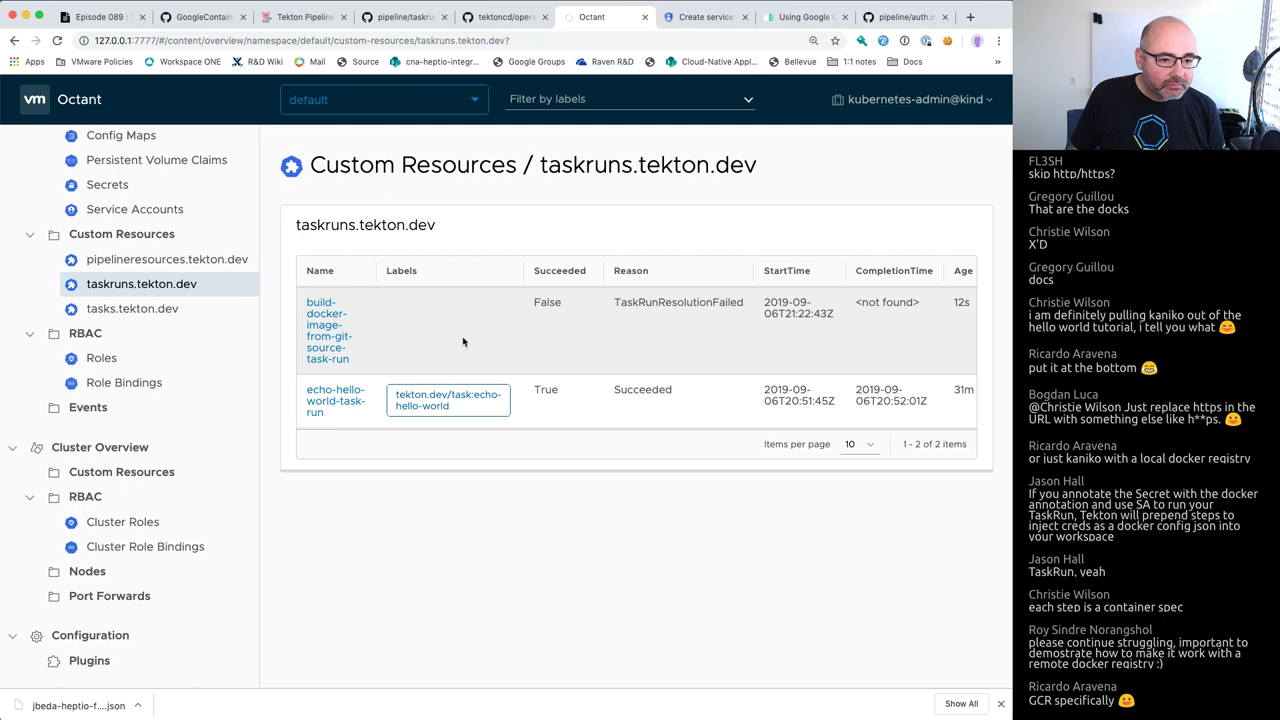 Episode 089 : T
GoogleContain
Tekton Pipeline
pipeline/taskru
tektoncd/opera
Octant
Create service
Using Google C
pipeline/auth.m
127.0.0.1:7777/#/content/overview/namespace/default/custom-resources/taskruns.tekton.dev?
Apps
VMware Policies
Workspace ONE
R&D Wiki
Mail
Source
cna-heptio-integr...
Google Groups
Raven R&D
Cloud-Native Appl...
Bellevue
1:1 notes
Docs
»
vm
Octant
default
Filter by labels
kubernetes-admin@kind
Config Maps
Persistent Volume Claims
Secrets
Service Accounts
Custom Resources
pipelineresources.tekton.dev
taskruns.tekton.dev
tasks.tekton.dev
RBAC
Roles
Role Bindings
Events
Cluster Overview
Custom Resources
RBAC
Cluster Roles
Cluster Role Bindings
Nodes
Port Forwards
Configuration
Plugins
Custom Resources / taskruns.tekton.dev
taskruns.tekton.dev
Name Labels Succeeded Reason StartTime CompletionTime Age
build-
docker-
image-
from-git-
source-
task-run
False
TaskRunResolutionFailed
2019-09-
06T21:22:43Z
<not found>
12s
echo-hello-
world-task-
run
tekton.dev/task:echo-
hello-world
True
Succeeded
2019-09-
06T20:51:45Z
2019-09-
06T20:52:01Z
31m
Items per page 10 1 - 2 of 2 items
jbeda-heptio-f....json
Show All
FL3SH
skip http/https?
Gregory Guillou
That are the docks
Christie Wilson
X'D
Gregory Guillou
docs
Christie Wilson
i am definitely pulling kaniko out of the
hello world tutorial, i tell you what 😄
Ricardo Aravena
put it at the bottom 😂
Bogdan Luca
@Christie Wilson Just replace https in the
URL with something else like h**ps. 🙂
Ricardo Aravena
or just kaniko with a local docker registry
Jason Hall
If you annotate the Secret with the docker
annotation and use SA to run your
TaskRun, Tekton will prepend steps to
inject creds as a docker config json into
your workspace
Jason Hall
TaskRun, yeah
Christie Wilson
each step is a container spec
Roy Sindre Norangshol
please continue struggling, important to
demostrate how to make it work with a
remote docker registry :)
Ricardo Aravena
GCR specifically 🙂